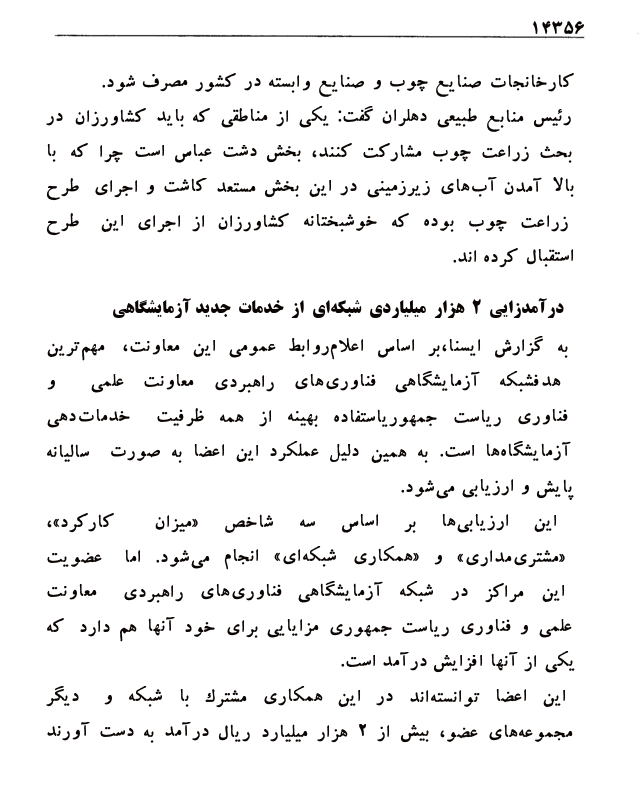 ۱۴۳۵۶
کارخانجات صنایع چوب و صنایع وابسته در کشور مصرف شود.
رئیس منابع طبیعی دهلران گفت: یکی از مناطقی که باید کشاورزان در
بحث زراعت چوب مشارکت کنند، بخش دشت عباس است چرا که با
بالا آمدن آب‌های زیرزمینی در این بخش مستعد کاشت و اجرای طرح
زراعت چوب بوده که خوشبختانه کشاورزان از اجرای این طرح
استقبال کرده اند.
درآمدزایی ۲ هزار میلیاردی شبکه‌ای از خدمات جدید آزمایشگاهی
به گزارش ایسنا،بر اساس اعلام‌روابط عمومی این معاونت، مهم‌ترین
هدفشبکه آزمایشگاهی فناوری‌های راهبردی معاونت علمی و
فناوری ریاست جمهوریاستفاده بهینه از همه ظرفیت خدمات‌دهی
آزمایشگاه‌ها است. به همین دلیل عملکرد این اعضا به صورت سالیانه
پایش و ارزیابی می‌شود.
این ارزیابی‌ها بر اساس سه شاخص «میزان کارکرد»،
«مشتری‌مداری» و «همکاری شبکه‌ای» انجام می‌شود. اما عضویت
این مراکز در شبکه آزمایشگاهی فناوری‌های راهبردی معاونت
علمی و فناوری ریاست جمهوری مزایایی برای خود آنها هم دارد که
یکی از آنها افزایش درآمد است.
این اعضا توانسته‌اند در این همکاری مشترك با شبکه و دیگر
مجموعه‌های عضو، بیش از ۲ هزار میلیارد ریال درآمد به دست آورند